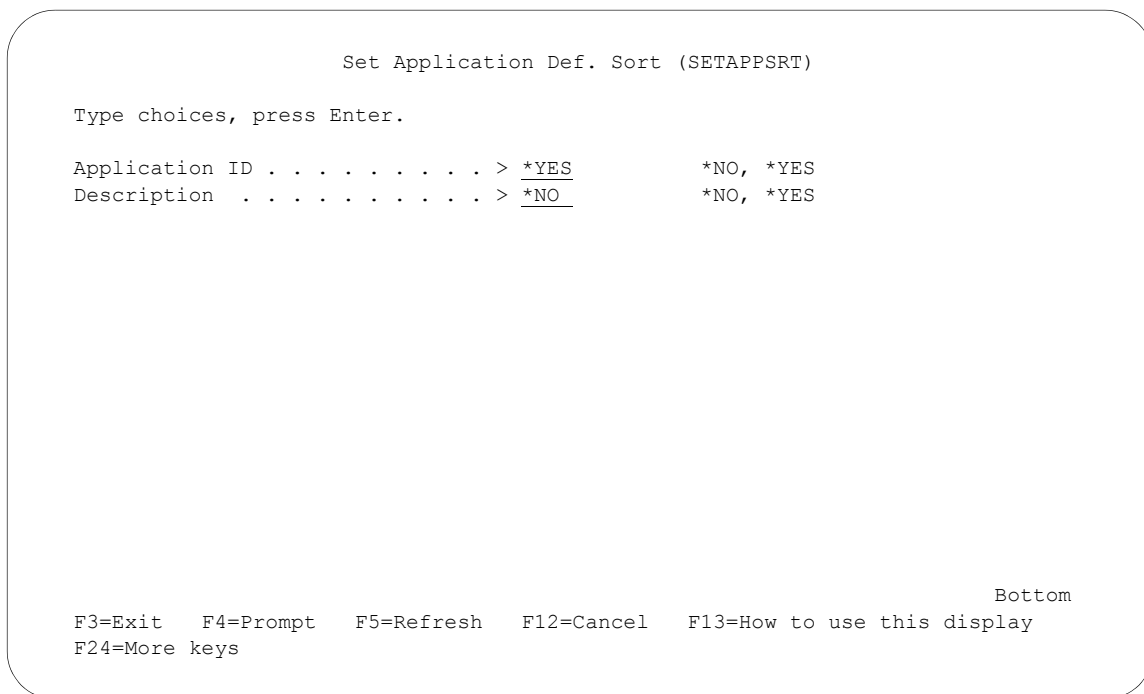 Set Application Def. Sort (SETAPPSRT)
Type choices, press Enter.
Application ID . . . . . . . . . > *YES *NO, *YES
Description . . . . . . . . . . > *NO *NO, *YES
Bottom
F3=Exit F4=Prompt F5=Refresh F12=Cancel F13=How to use this display
F24=More keys